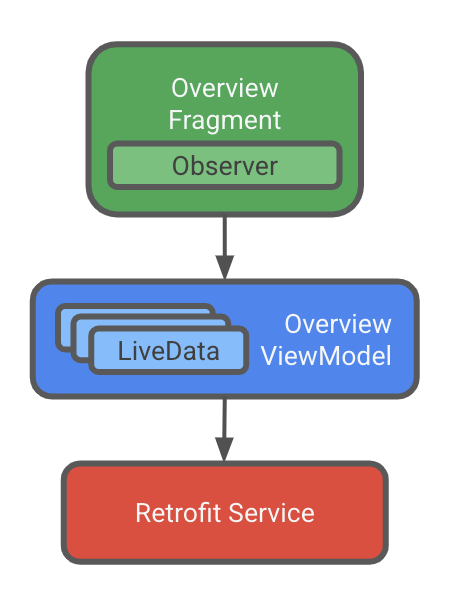 Overview
Fragment
Observer
LiveData
Overview
ViewModel
Retrofit Service